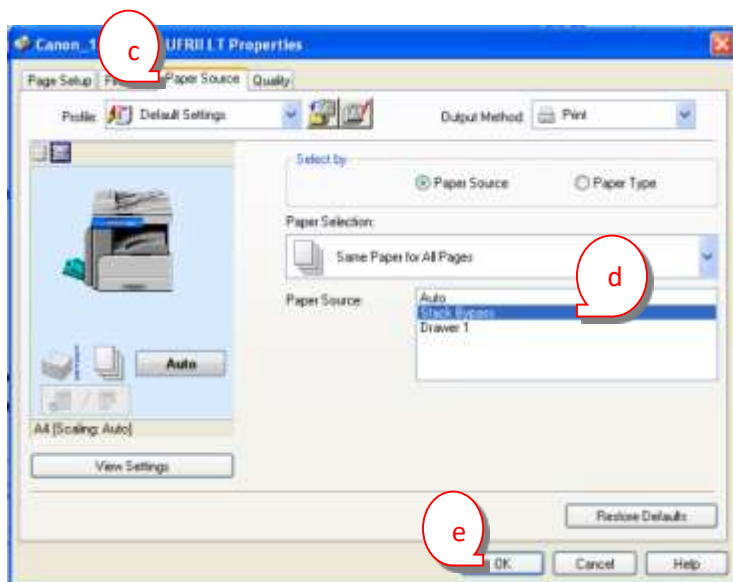 Canon_1 UFRII LT Properties
c
Page Setup Paper Source Quality
Profile: Default Settings Output Method: Print
Select by
Paper Source Paper Type
Paper Selection:
Same Paper for All Pages
d
Paper Source:
Auto
Stack Bypass
Drawer 1
Auto
A4 [Scaling: Auto]
View Settings
Restore Defaults
e
OK Cancel Help